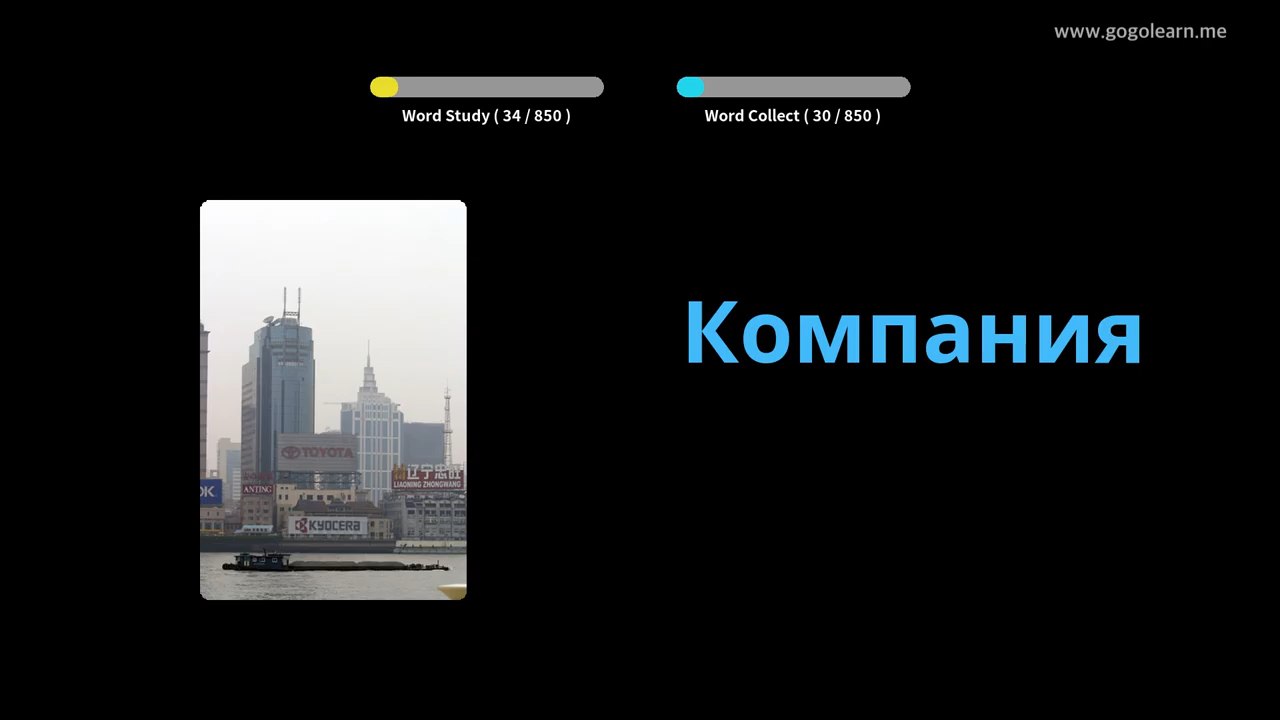 www.gogolearn.me
Word Study ( 34 / 850 )
Word Collect ( 30 / 850 )
Компания
TOYOTA
辽宁忠旺
LIAONING ZHONGWANG
ANTING
KYOCERA